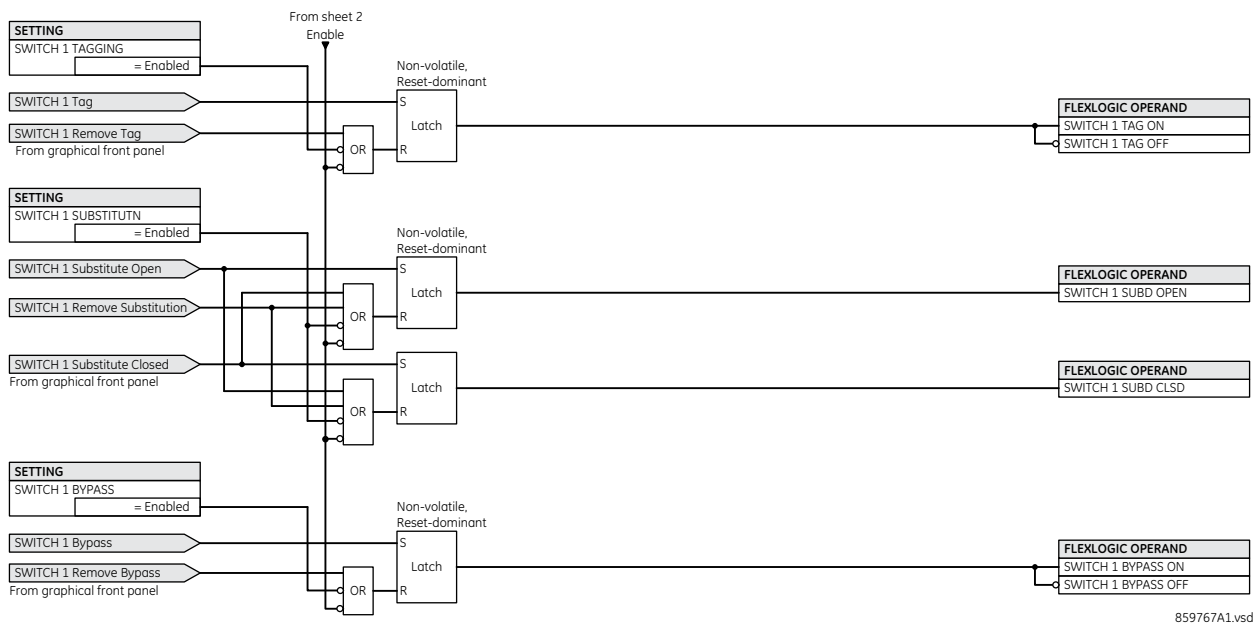 From sheet 2
Enable
SETTING
SWITCH 1 TAGGING
= Enabled
SWITCH 1 Tag
SWITCH 1 Remove Tag
From graphical front panel
Non-volatile,
Reset-dominant
S
Latch
R
OR
FLEXLOGIC OPERAND
SWITCH 1 TAG ON
SWITCH 1 TAG OFF
SETTING
SWITCH 1 SUBSTITUTN
= Enabled
SWITCH 1 Substitute Open
SWITCH 1 Remove Substitution
SWITCH 1 Substitute Closed
From graphical front panel
Non-volatile,
Reset-dominant
S
Latch
R
OR
S
Latch
R
OR
FLEXLOGIC OPERAND
SWITCH 1 SUBD OPEN
FLEXLOGIC OPERAND
SWITCH 1 SUBD CLSD
SETTING
SWITCH 1 BYPASS
= Enabled
SWITCH 1 Bypass
SWITCH 1 Remove Bypass
From graphical front panel
Non-volatile,
Reset-dominant
S
Latch
R
OR
FLEXLOGIC OPERAND
SWITCH 1 BYPASS ON
SWITCH 1 BYPASS OFF
859767A1.vsd